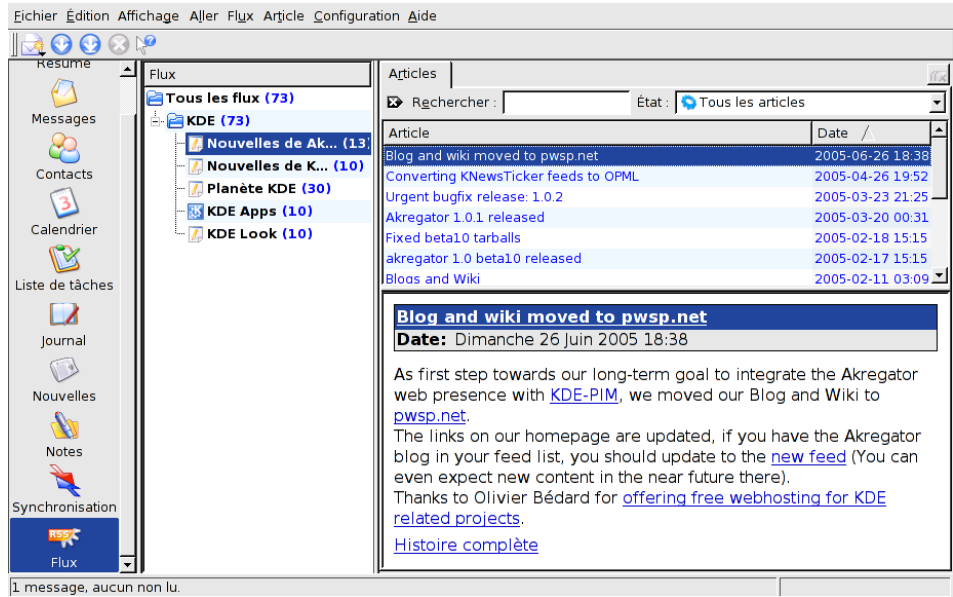 Fichier Édition Affichage Aller Flux Article Configuration Aide
Résumé
Messages
Contacts
3
Calendrier
Liste de tâches
Journal
Nouvelles
Notes
Synchronisation
RSS
Flux
Flux
Tous les flux (73)
KDE (73)
Nouvelles de Ak... (13)
Nouvelles de K... (10)
Planète KDE (30)
KDE Apps (10)
KDE Look (10)
Articles
Rechercher : État : Tous les articles
Article Date
Blog and wiki moved to pwsp.net 2005-06-26 18:38
Converting KNewsTicker feeds to OPML 2005-04-26 19:52
Urgent bugfix release: 1.0.2 2005-03-23 21:25
Akregator 1.0.1 released 2005-03-20 00:31
Fixed beta10 tarballs 2005-02-18 15:15
akregator 1.0 beta10 released 2005-02-17 15:15
Blogs and Wiki 2005-02-11 03:09
Blog and wiki moved to pwsp.net
Date: Dimanche 26 Juin 2005 18:38
As first step towards our long-term goal to integrate the Akregator
web presence with KDE-PIM, we moved our Blog and Wiki to
pwsp.net.
The links on our homepage are updated, if you have the Akregator
blog in your feed list, you should update to the new feed (You can
even expect new content in the near future there).
Thanks to Olivier Bédard for offering free webhosting for KDE
related projects.
Histoire complète
1 message, aucun non lu.